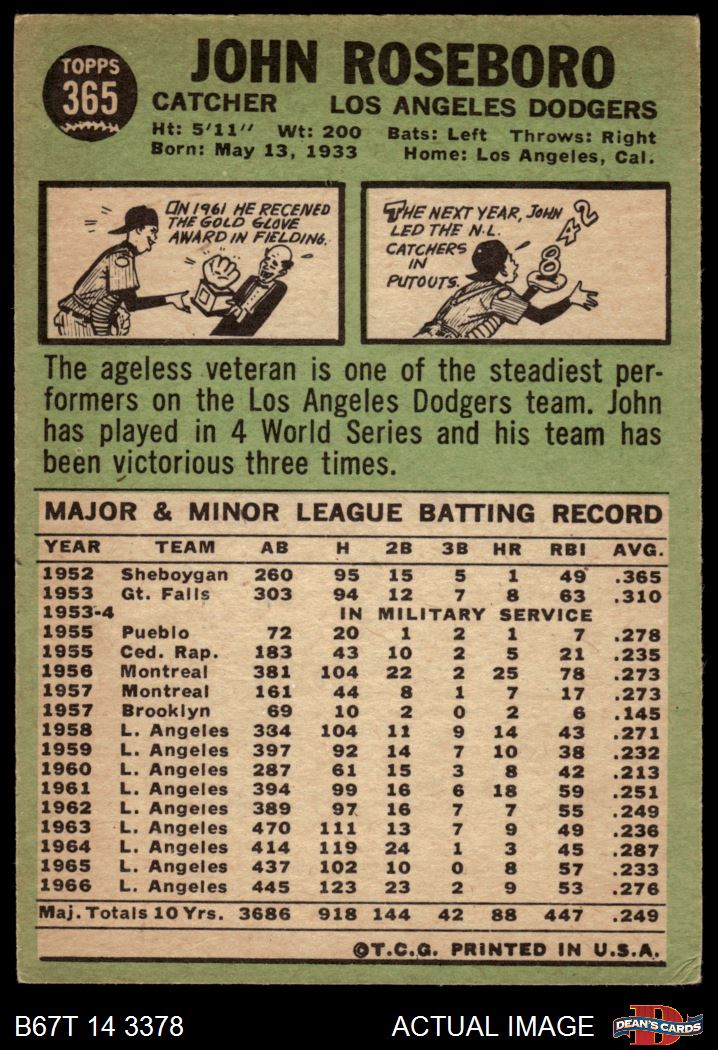 TOPPS
365
JOHN ROSEBORO
CATCHER LOS ANGELES DODGERS
Ht: 5'11" Wt: 200 Bats: Left Throws: Right
Born: May 13, 1933 Home: Los Angeles, Cal.
IN 1961 HE RECEIVED
THE GOLD GLOVE
AWARD IN FIELDING.
THE NEXT YEAR, JOHN
LED THE N.L.
CATCHERS
IN
PUTOUTS.
842
The ageless veteran is one of the steadiest per-
formers on the Los Angeles Dodgers team. John
has played in 4 World Series and his team has
been victorious three times.
MAJOR & MINOR LEAGUE BATTING RECORD
YEAR TEAM AB H 2B 3B HR RBI AVG.
1952 Sheboygan 260 95 15 5 1 49 .365
1953 Gt. Falls 303 94 12 7 8 63 .310
1953-4 IN MILITARY SERVICE
1955 Pueblo 72 20 1 2 1 7 .278
1955 Ced. Rap. 183 43 10 2 5 21 .235
1956 Montreal 381 104 22 2 25 78 .273
1957 Montreal 161 44 8 1 7 17 .273
1957 Brooklyn 69 10 2 0 2 6 .145
1958 L. Angeles 334 104 11 9 14 43 .271
1959 L. Angeles 397 92 14 7 10 38 .232
1960 L. Angeles 287 61 15 3 8 42 .213
1961 L. Angeles 394 99 16 6 18 59 .251
1962 L. Angeles 389 97 16 7 7 55 .249
1963 L. Angeles 470 111 13 7 9 49 .236
1964 L. Angeles 414 119 24 1 3 45 .287
1965 L. Angeles 437 102 10 0 8 57 .233
1966 L. Angeles 445 123 23 2 9 53 .276
Maj. Totals 10 Yrs. 3686 918 144 42 88 447 .249
©T.C.G. PRINTED IN U.S.A.
B67T 14 3378 ACTUAL IMAGE
D
DEAN'S CARDS